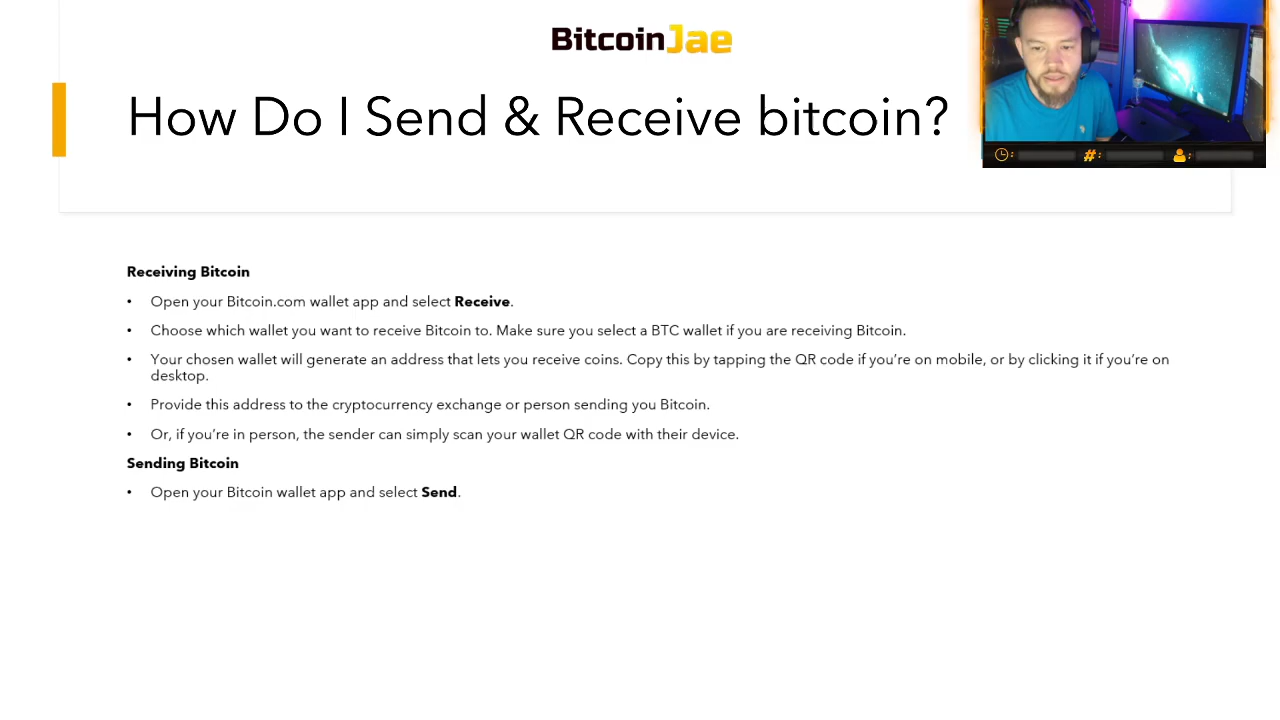 BitcoinJae
How Do I Send & Receive bitcoin?
#:
Receiving Bitcoin
• Open your Bitcoin.com wallet app and select Receive.
• Choose which wallet you want to receive Bitcoin to. Make sure you select a BTC wallet if you are receiving Bitcoin.
• Your chosen wallet will generate an address that lets you receive coins. Copy this by tapping the QR code if you're on mobile, or by clicking it if you're on
desktop.
• Provide this address to the cryptocurrency exchange or person sending you Bitcoin.
• Or, if you're in person, the sender can simply scan your wallet QR code with their device.
Sending Bitcoin
• Open your Bitcoin wallet app and select Send.